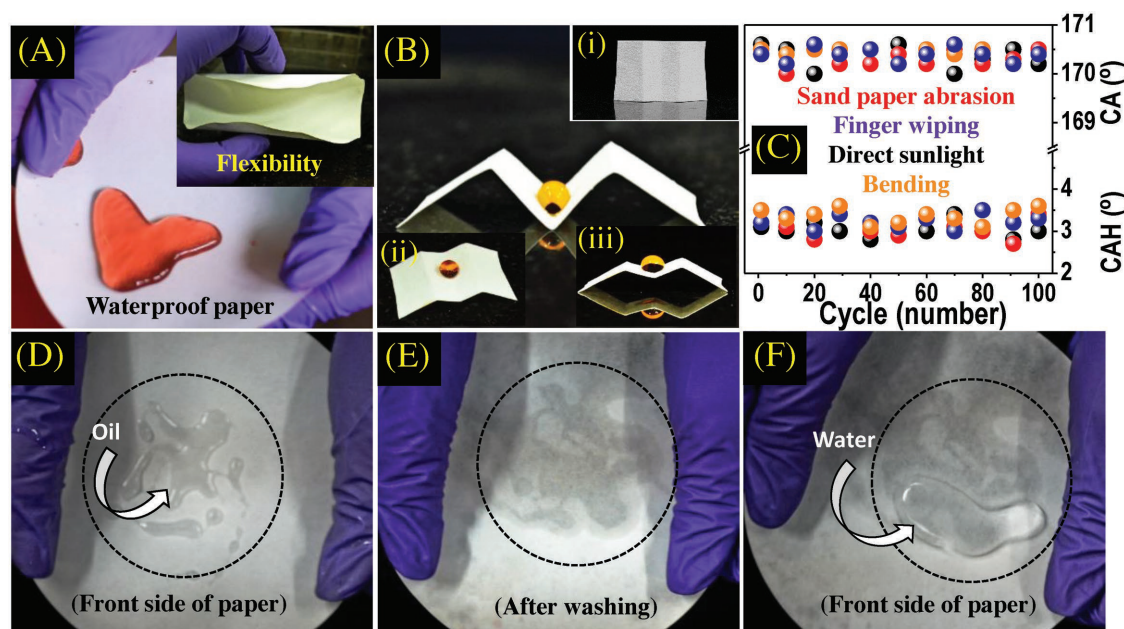 (A)
Flexibility
Waterproof paper
(B)
(i)
(ii)
(iii)
171
170
169
CA (º)
Sand paper abrasion
Finger wiping
(C)
Direct sunlight
Bending
4
3
2
CAH (º)
0 20 40 60 80 100
Cycle (number)
(D)
Oil
(Front side of paper)
(E)
(After washing)
(F)
Water
(Front side of paper)